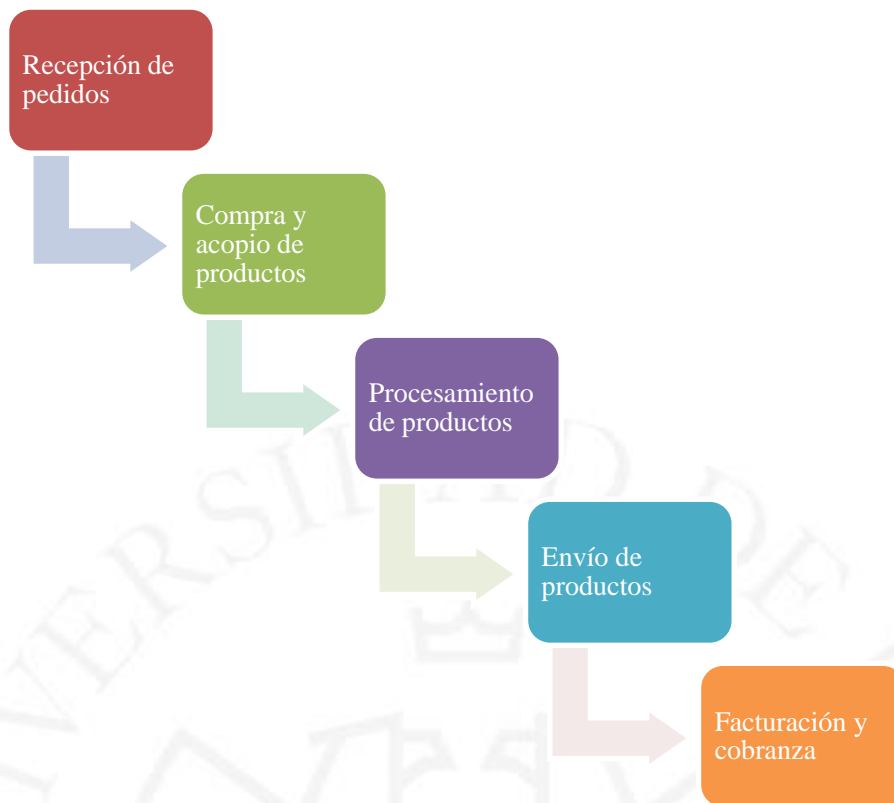 Recepción de
pedidos
Compra y
acopio de
productos
Procesamiento
de productos
Envío de
productos
Facturación y
cobranza